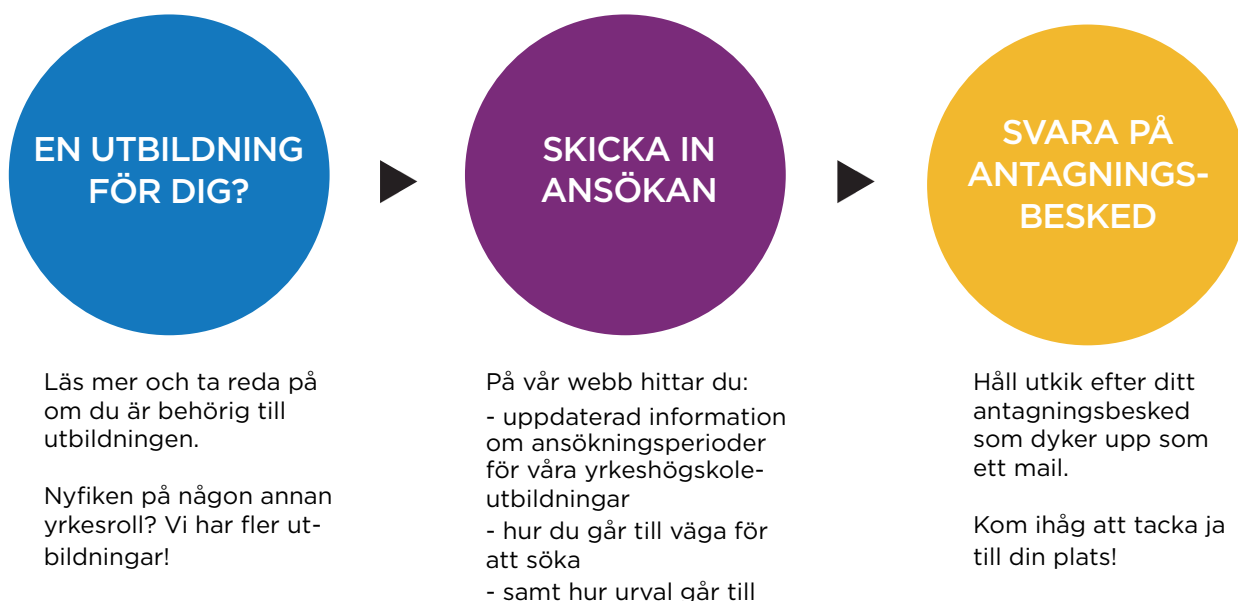 EN UTBILDNING
FÖR DIG?
Läs mer och ta reda på
om du är behörig till
utbildningen.
Nyfiken på någon annan
yrkesroll? Vi har fler ut-
bildningar!
SKICKA IN
ANSÖKAN
På vår webb hittar du:
- uppdaterad information
om ansökningsperioder
för våra yrkeshögskole-
utbildningar
- hur du går till väga för
att söka
- samt hur urval går till
SVARA PÅ
ANTAGNINGS-
BESKED
Håll utkik efter ditt
antagningsbesked
som dyker upp som
ett mail.
Kom ihåg att tacka ja
till din plats!